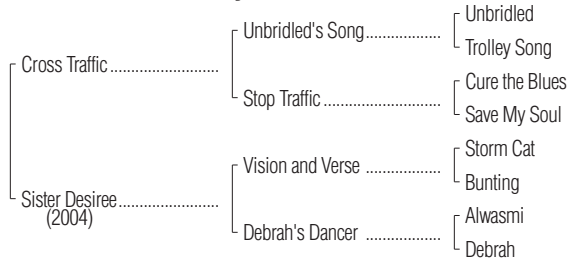 Unbridled
Unbridled's Song
Trolley Song
Cross Traffic
Cure the Blues
Stop Traffic
Save My Soul
Storm Cat
Vision and Verse
Bunting
Sister Desiree
(2004)
Alwasmi
Debrah's Dancer
Debrah